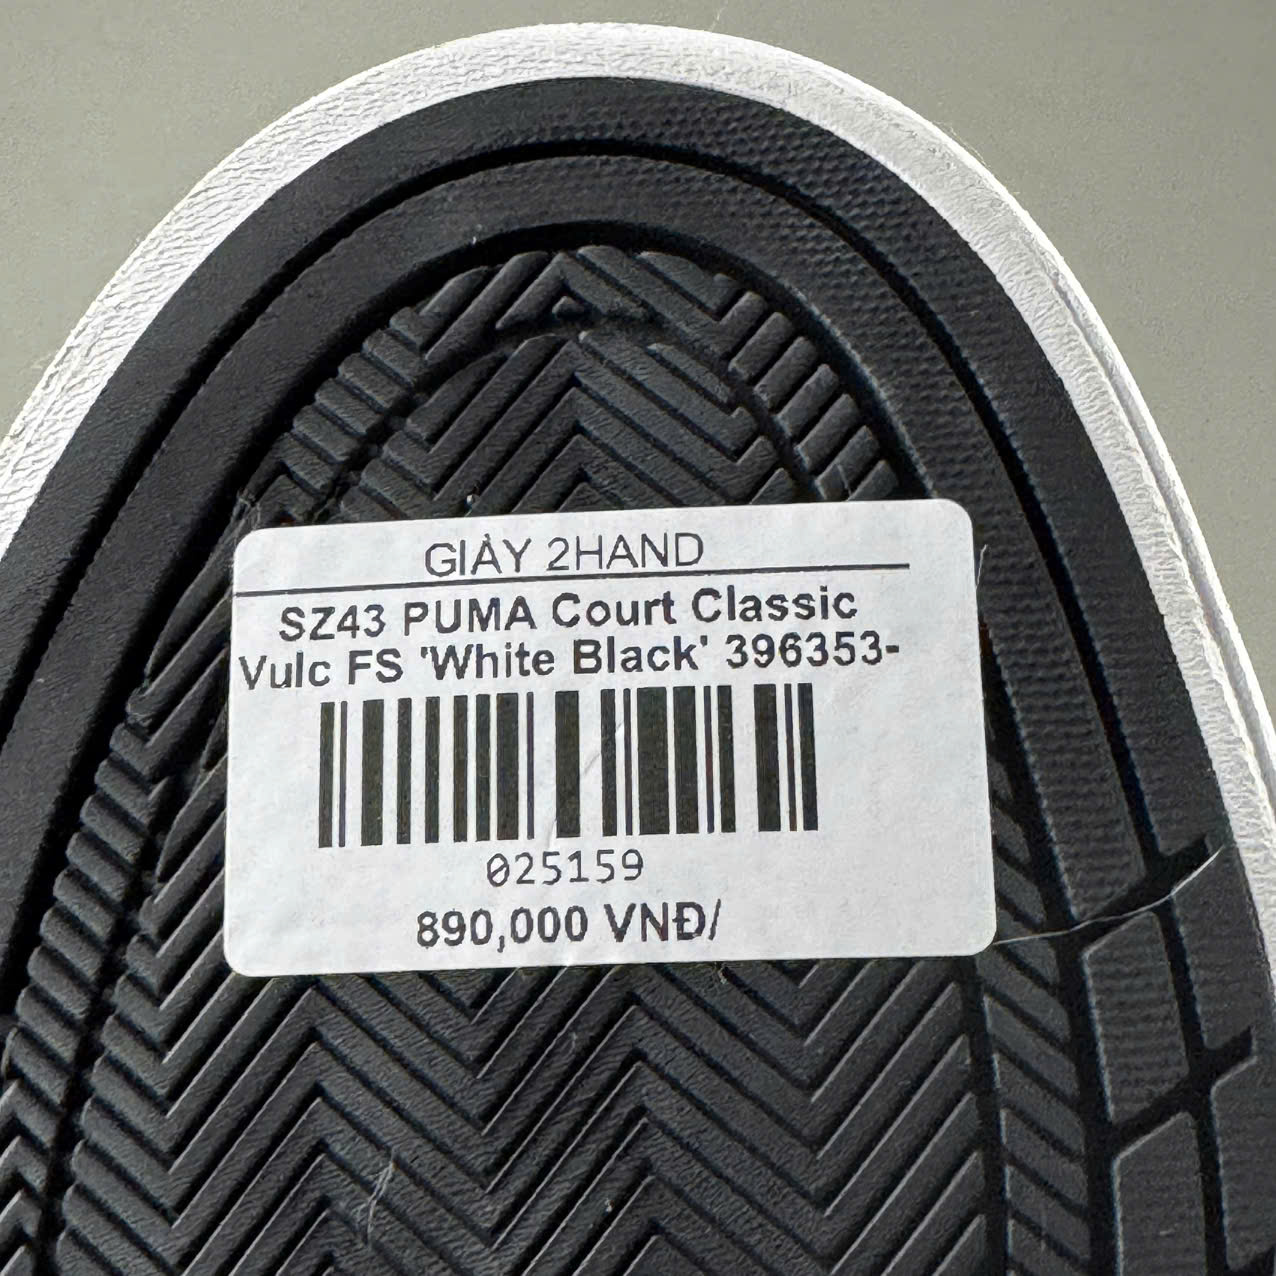 GIÀY 2HAND
SZ43 PUMA Court Classic
Vulc FS 'White Black' 396353-
025159
890,000 VNĐ/